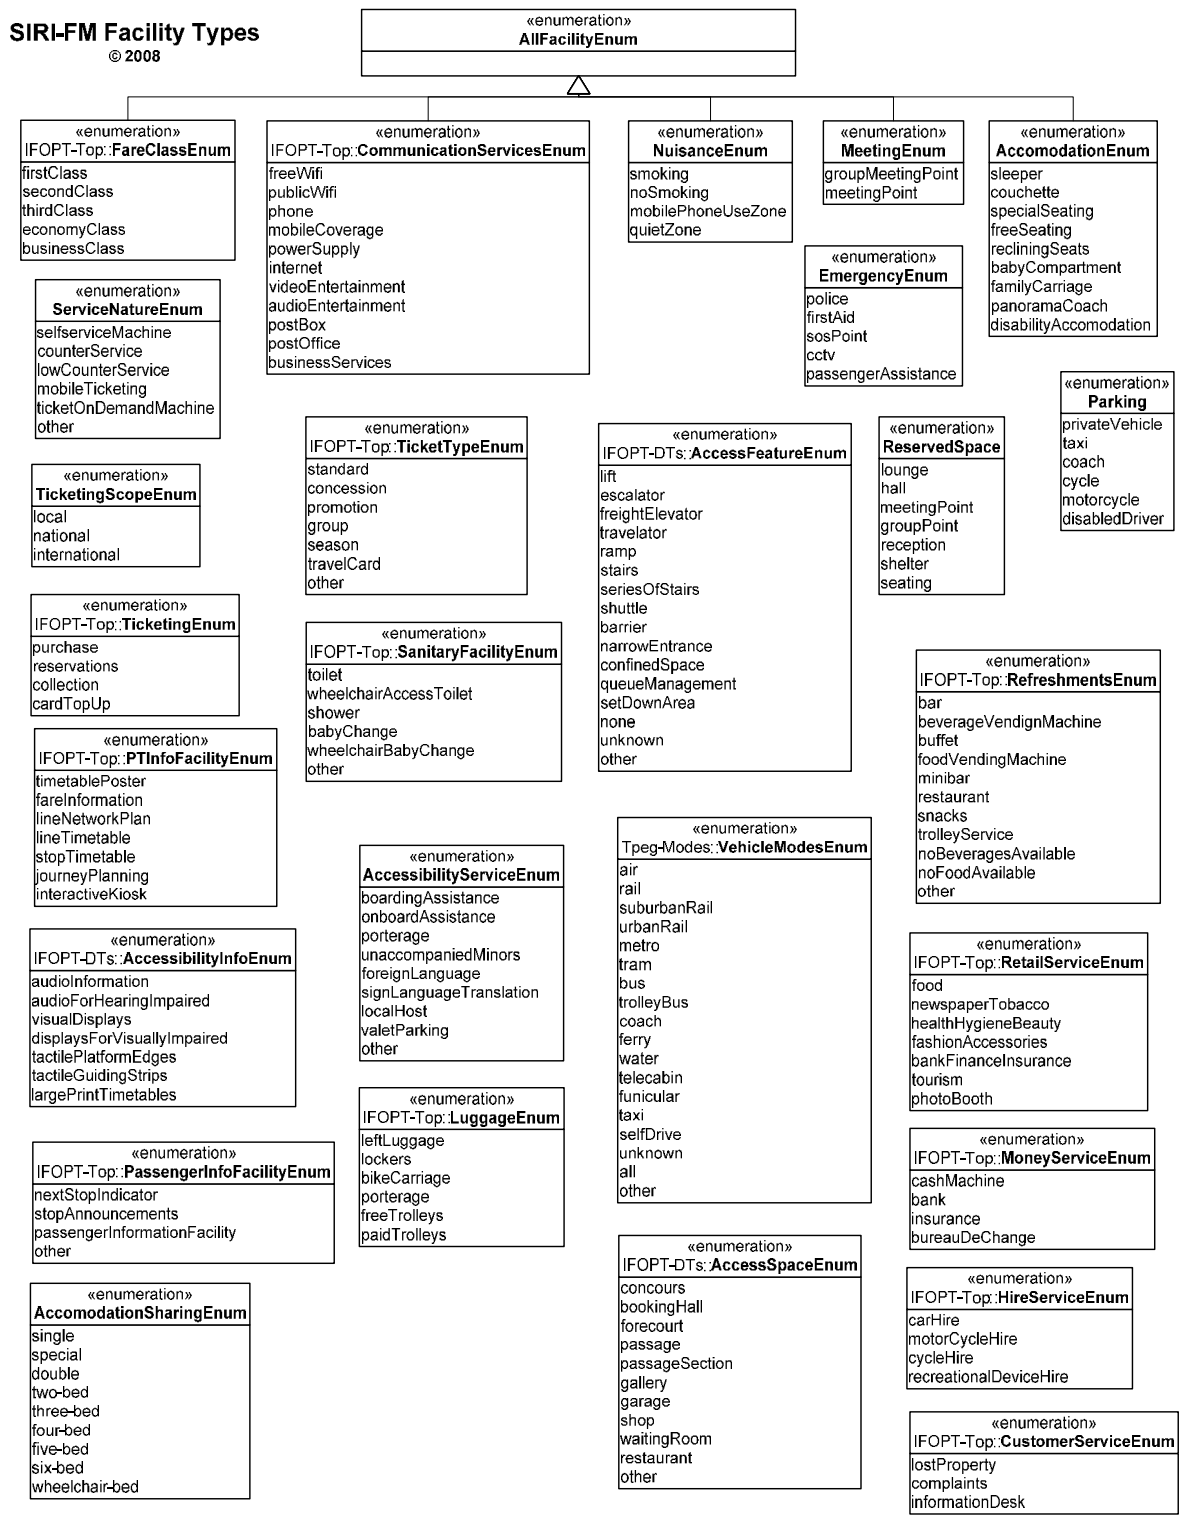 SIRI-FM Facility Types
© 2008
«enumeration»
AllFacilityEnum
«enumeration»
IFOPT-Top::FareClassEnum
firstClass
secondClass
thirdClass
economyClass
businessClass
«enumeration»
IFOPT-Top::CommunicationServicesEnum
freeWifi
publicWifi
phone
mobileCoverage
powerSupply
internet
videoEntertainment
audioEntertainment
postBox
postOffice
businessServices
«enumeration»
NuisanceEnum
smoking
noSmoking
mobilePhoneUseZone
quietZone
«enumeration»
MeetingEnum
groupMeetingPoint
meetingPoint
«enumeration»
AccomodationEnum
sleeper
couchette
specialSeating
freeSeating
recliningSeats
babyCompartment
familyCarriage
panoramaCoach
disabilityAccomodation
«enumeration»
EmergencyEnum
police
firstAid
sosPoint
cctv
passengerAssistance
«enumeration»
ServiceNatureEnum
selfserviceMachine
counterService
lowCounterService
mobileTicketing
ticketOnDemandMachine
other
«enumeration»
Parking
privateVehicle
taxi
coach
cycle
motorcycle
disabledDriver
«enumeration»
IFOPT-Top::TicketTypeEnum
standard
concession
promotion
group
season
travelCard
other
«enumeration»
IFOPT-DTs::AccessFeatureEnum
lift
escalator
freightElevator
travelator
ramp
stairs
seriesOfStairs
shuttle
barrier
narrowEntrance
confinedSpace
queueManagement
setDownArea
none
unknown
other
«enumeration»
ReservedSpace
lounge
hall
meetingPoint
groupPoint
reception
shelter
seating
«enumeration»
TicketingScopeEnum
local
national
international
«enumeration»
IFOPT-Top::TicketingEnum
purchase
reservations
collection
cardTopUp
«enumeration»
IFOPT-Top::SanitaryFacilityEnum
toilet
wheelchairAccessToilet
shower
babyChange
wheelchairBabyChange
other
«enumeration»
IFOPT-Top::RefreshmentsEnum
bar
beverageVendignMachine
buffet
foodVendingMachine
minibar
restaurant
snacks
trolleyService
noBeveragesAvailable
noFoodAvailable
other
«enumeration»
IFOPT-Top::PTInfoFacilityEnum
timetablePoster
fareInformation
lineNetworkPlan
lineTimetable
stopTimetable
journeyPlanning
interactiveKiosk
«enumeration»
AccessibilityServiceEnum
boardingAssistance
onboardAssistance
porterage
unaccompaniedMinors
foreignLanguage
signLanguageTranslation
localHost
valetParking
other
«enumeration»
Tpeg-Modes::VehicleModesEnum
air
rail
suburbanRail
urbanRail
metro
tram
bus
trolleyBus
coach
ferry
water
telecabin
funicular
taxi
selfDrive
unknown
all
other
«enumeration»
IFOPT-DTs::AccessibilityInfoEnum
audioInformation
audioForHearingImpaired
visualDisplays
displaysForVisuallyImpaired
tactilePlatformEdges
tactileGuidingStrips
largePrintTimetables
«enumeration»
IFOPT-Top::RetailServiceEnum
food
newspaperTobacco
healthHygieneBeauty
fashionAccessories
bankFinanceInsurance
tourism
photoBooth
«enumeration»
IFOPT-Top::LuggageEnum
leftLuggage
lockers
bikeCarriage
porterage
freeTrolleys
paidTrolleys
«enumeration»
IFOPT-Top::PassengerInfoFacilityEnum
nextStopIndicator
stopAnnouncements
passengerInformationFacility
other
«enumeration»
IFOPT-Top::MoneyServiceEnum
cashMachine
bank
insurance
bureauDeChange
«enumeration»
IFOPT-DTs::AccessSpaceEnum
concours
bookingHall
forecourt
passage
passageSection
gallery
garage
shop
waitingRoom
restaurant
other
«enumeration»
IFOPT-Top::HireServiceEnum
carHire
motorCycleHire
cycleHire
recreationalDeviceHire
«enumeration»
AccomodationSharingEnum
single
special
double
two-bed
three-bed
four-bed
five-bed
six-bed
wheelchair-bed
«enumeration»
IFOPT-Top::CustomerServiceEnum
lostProperty
complaints
informationDesk